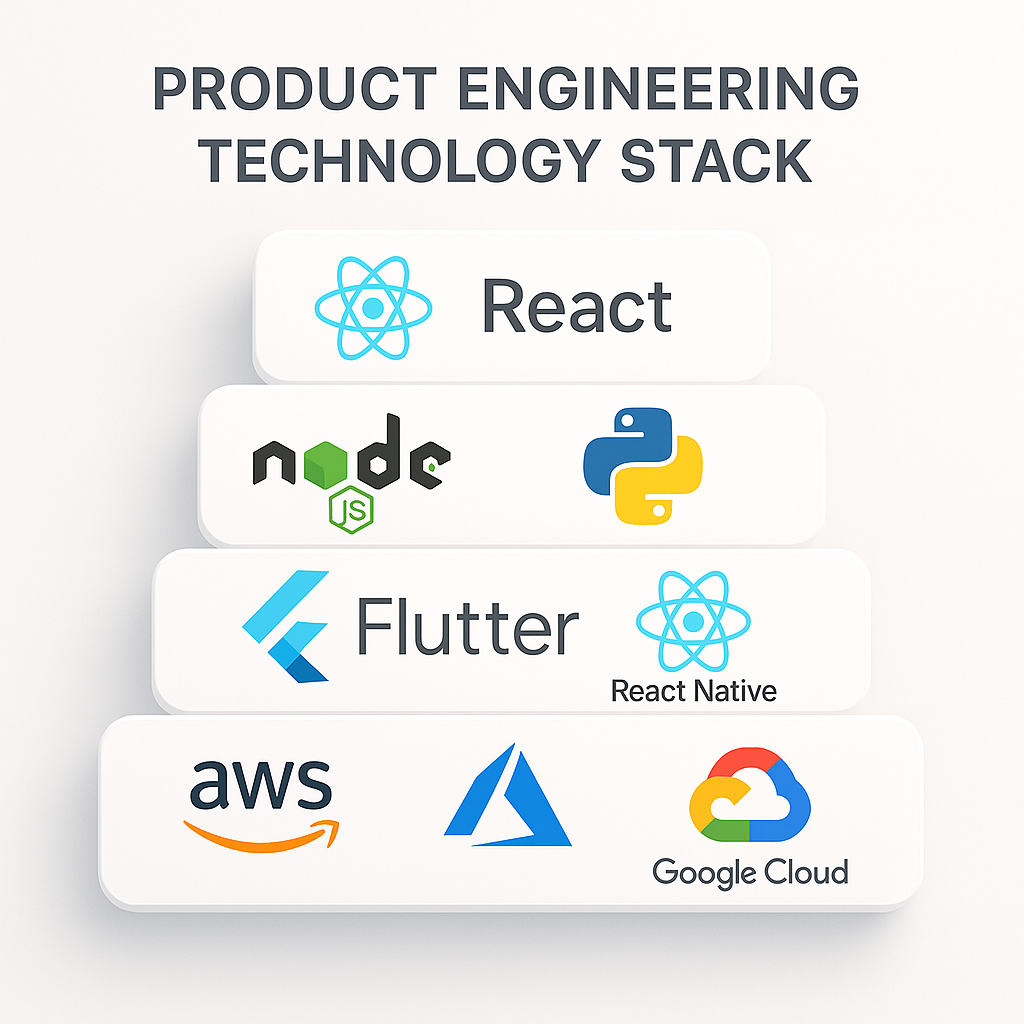 PRODUCT ENGINEERING
TECHNOLOGY STACK
React
node
JS
Flutter
React Native
aws
Google Cloud